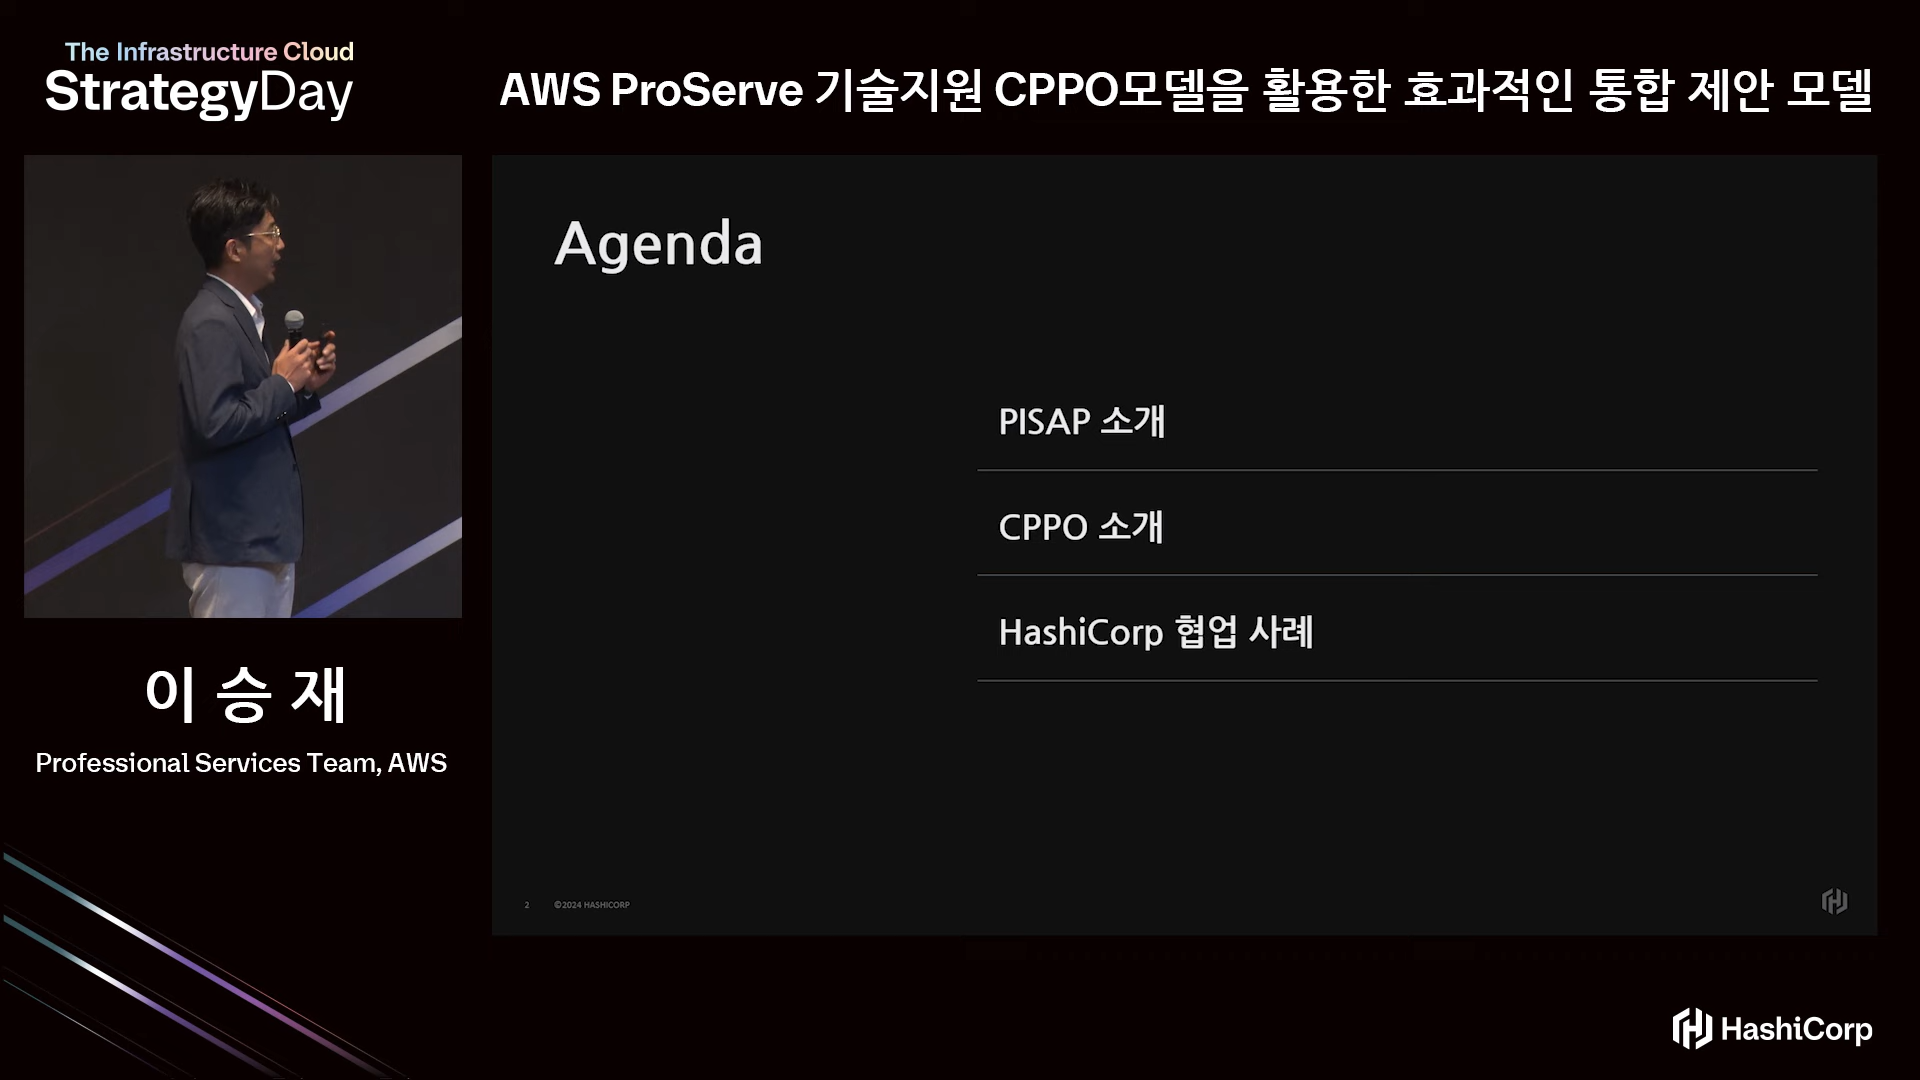 The Infrastructure Cloud
StrategyDay
AWS ProServe 기술지원 CPPO모델을 활용한 효과적인 통합 제안 모델
Agenda
PISAP 소개
CPPO 소개
HashiCorp 협업 사례
2 ©2024 HASHICORP
이승재
Professional Services Team, AWS
HashiCorp